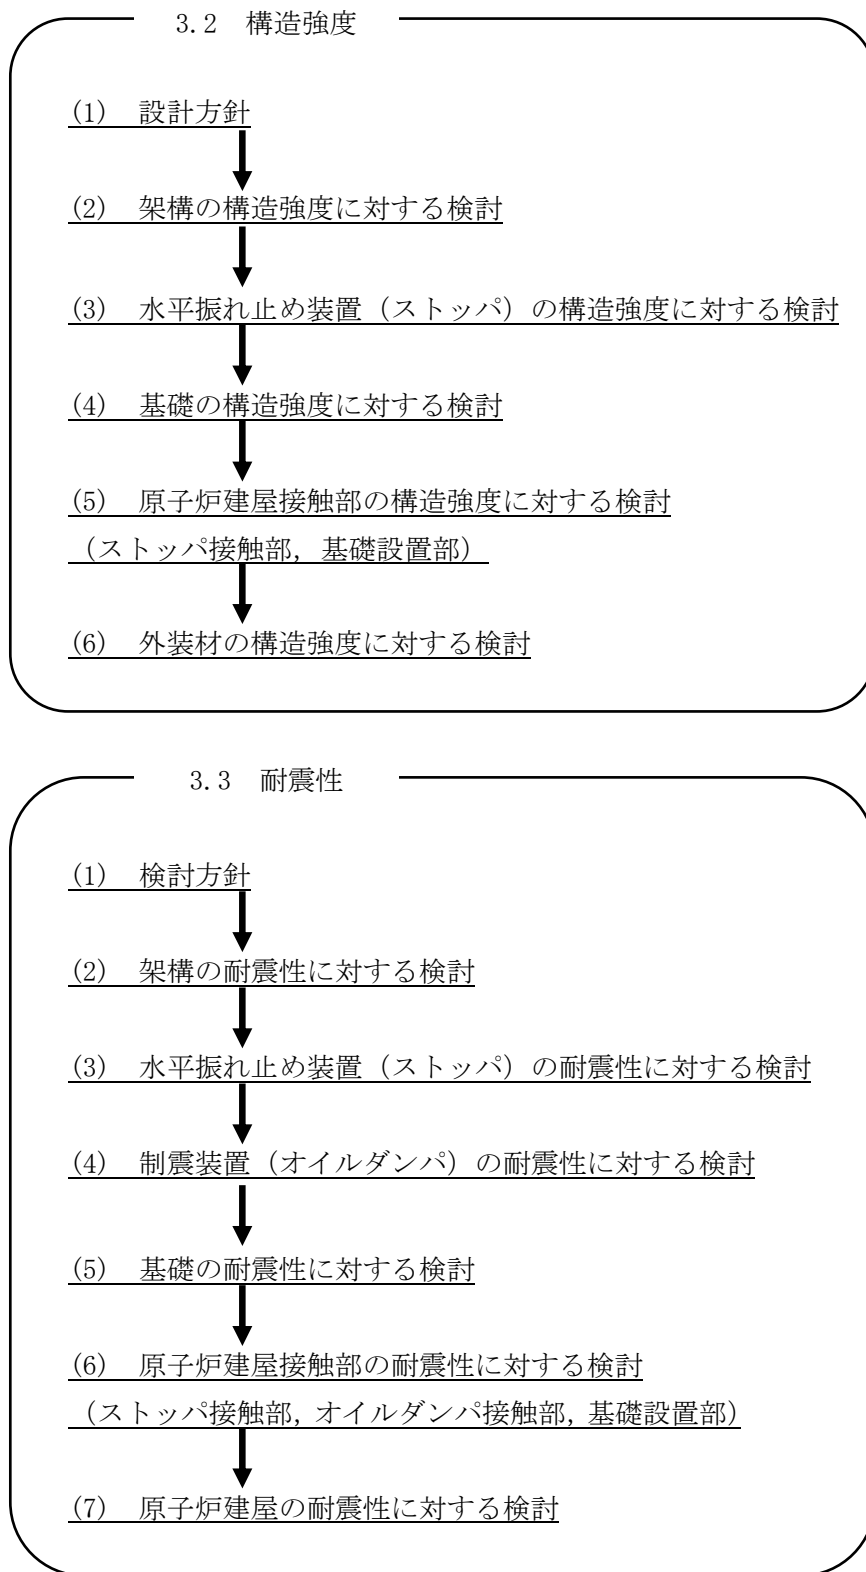 3.2 構造強度
(1) 設計方針
(2) 架構の構造強度に対する検討
(3) 水平振れ止め装置（ストッパ）の構造強度に対する検討
(4) 基礎の構造強度に対する検討
(5) 原子炉建屋接触部の構造強度に対する検討
（ストッパ接触部, 基礎設置部）
(6) 外装材の構造強度に対する検討
3.3 耐震性
(1) 検討方針
(2) 架構の耐震性に対する検討
(3) 水平振れ止め装置（ストッパ）の耐震性に対する検討
(4) 制震装置（オイルダンパ）の耐震性に対する検討
(5) 基礎の耐震性に対する検討
(6) 原子炉建屋接触部の耐震性に対する検討
（ストッパ接触部, オイルダンパ接触部, 基礎設置部）
(7) 原子炉建屋の耐震性に対する検討